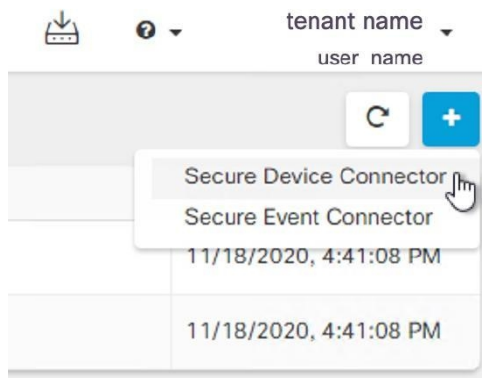 tenant name
user name
Secure Device Connector
Secure Event Connector
11/18/2020, 4:41:08 PM
11/18/2020, 4:41:08 PM